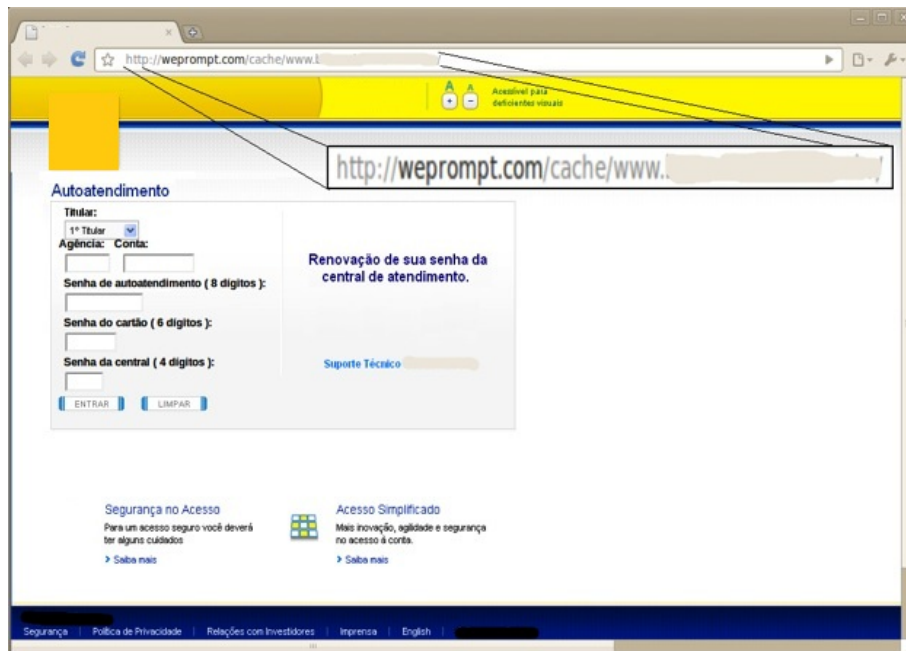 http://weprompt.com/cache/www.
A A
+ -
Acessível para
deficientes visuais
http://weprompt.com/cache/www..
Autoatendimento
Titular:
1º Titular
Agência: Conta:
Senha de autoatendimento ( 8 digitos ):
Senha do cartão ( 6 digitos ):
Senha da central ( 4 digitos ):
ENTRAR LIMPAR
Renovação de sua senha da
central de atendimento.
Suporte Técnico
Segurança no Acesso
Para um acesso seguro você deverá
ter alguns cuidados
Saiba mais
Acesso Simplificado
Mais inovação, agilidade e segurança
no acesso á conta.
Saiba mais
Segurança | Política de Privacidade | Relações com Investidores | Imprensa | English |